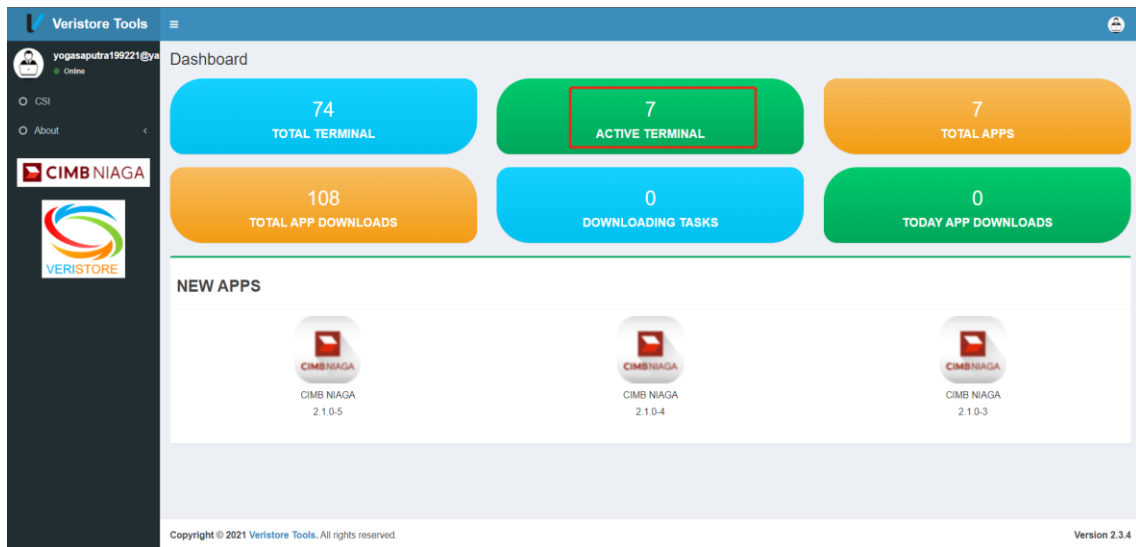 Veristore Tools
yogasaputra199221@ya
Online
CSI
About
CIMB NIAGA
VERISTORE
Dashboard
74
TOTAL TERMINAL
7
ACTIVE TERMINAL
7
TOTAL APPS
108
TOTAL APP DOWNLOADS
0
DOWNLOADING TASKS
0
TODAY APP DOWNLOADS
NEW APPS
CIMB NIAGA
CIMB NIAGA
2.1.0-5
CIMB NIAGA
CIMB NIAGA
2.1.0-4
CIMB NIAGA
CIMB NIAGA
2.1.0-3
Copyright © 2021 Veristore Tools. All rights reserved.
Version 2.3.4